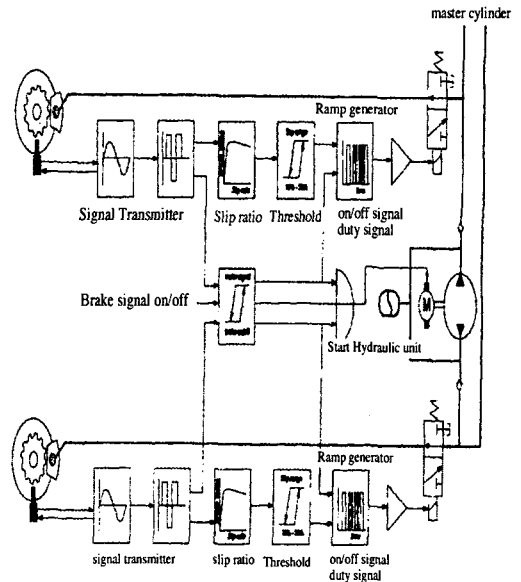 master cylinder
Ramp generator
Signal Transmitter
Slip ratio
Threshold
on/off signal
duty signal
Brake signal on/off
M
Start Hydraulic unit
Ramp generator
signal transmitter
slip ratio
Threshold
on/off signal
duty signal